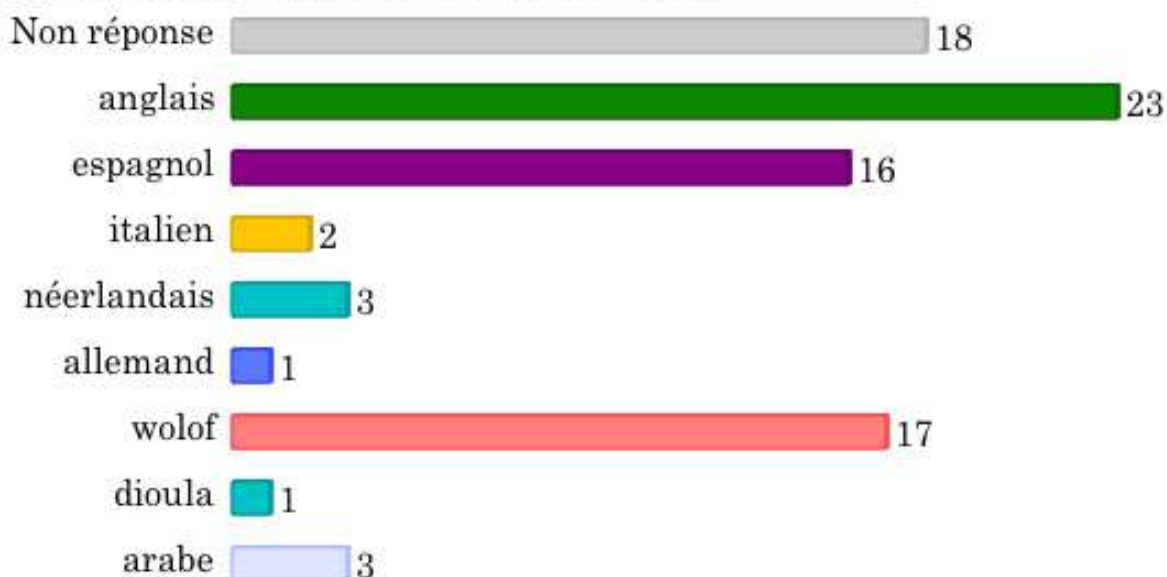 Non réponse 18
anglais 23
espagnol 16
italien 2
néerlandais 3
allemand 1
wolof 17
dioula 1
arabe 3